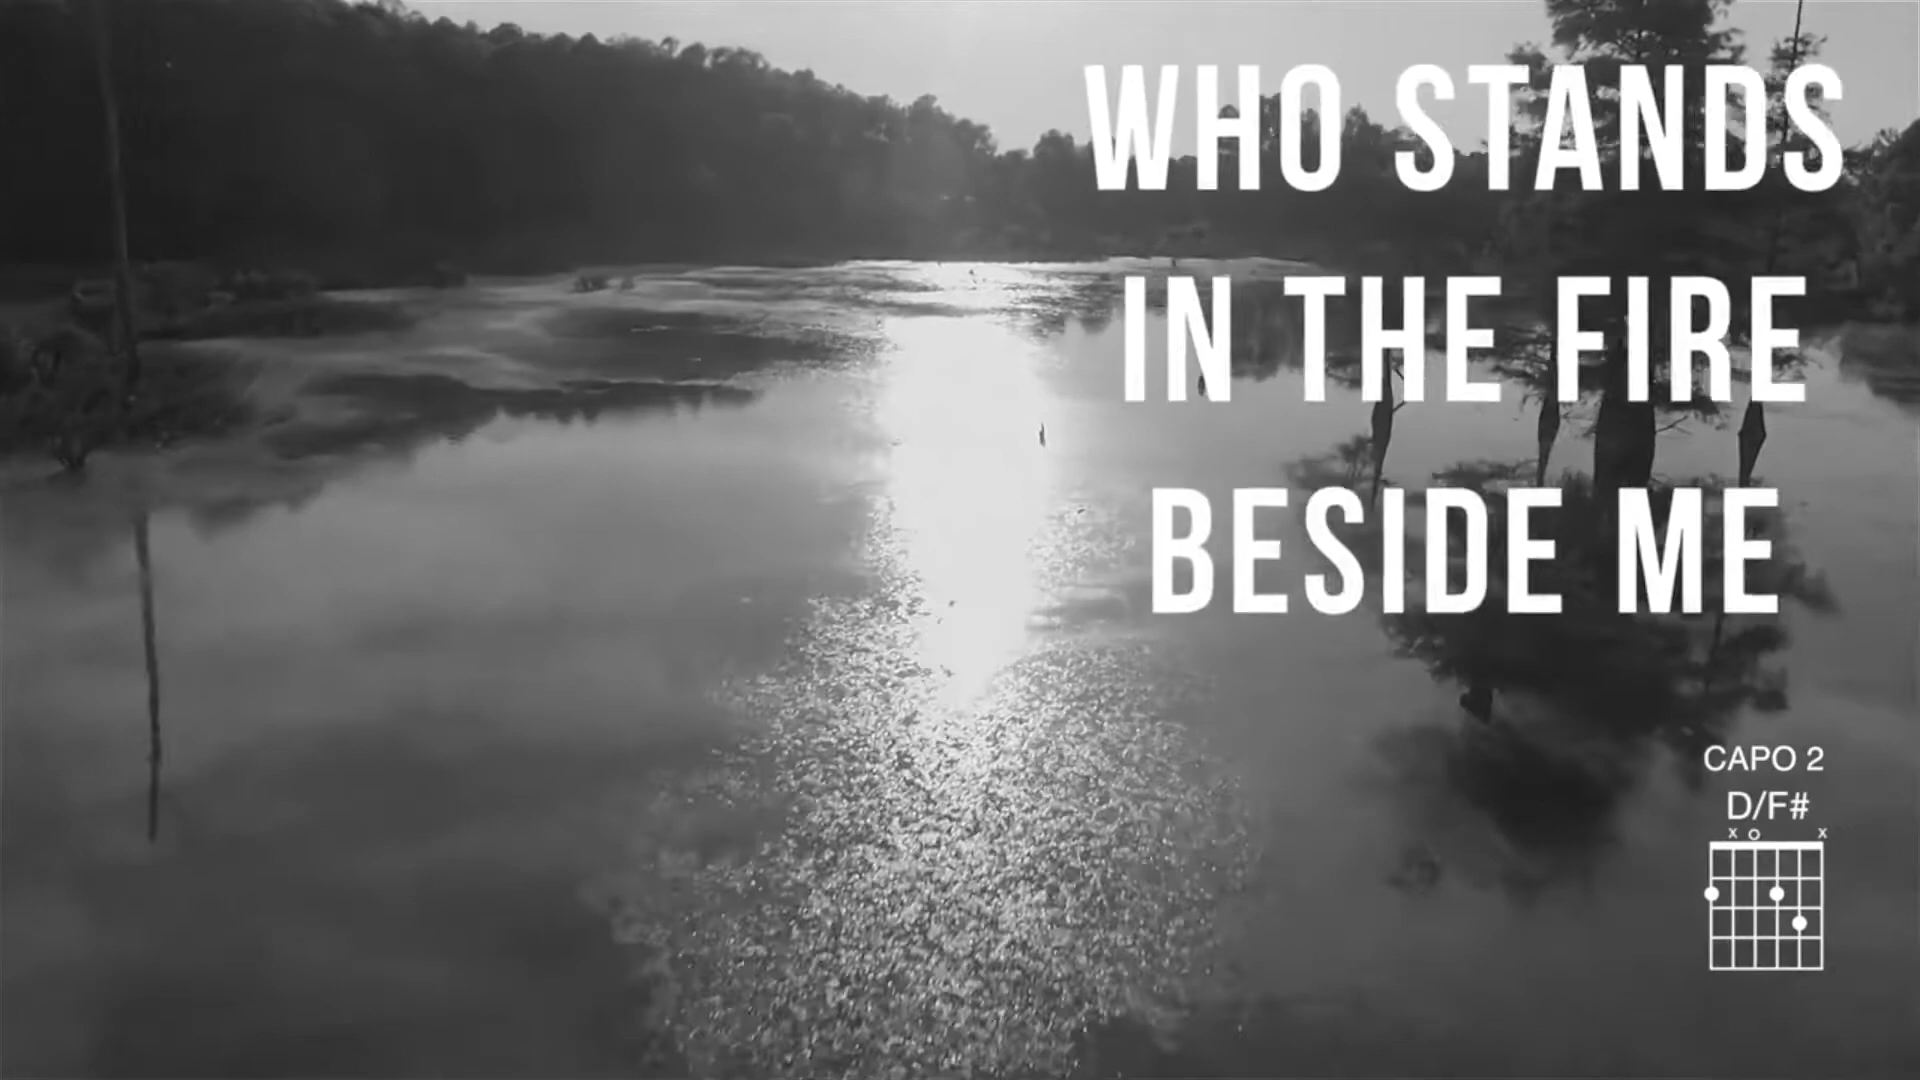 WHO STANDS
IN THE FIRE
BESIDE ME
CAPO 2
D/F#
x o x